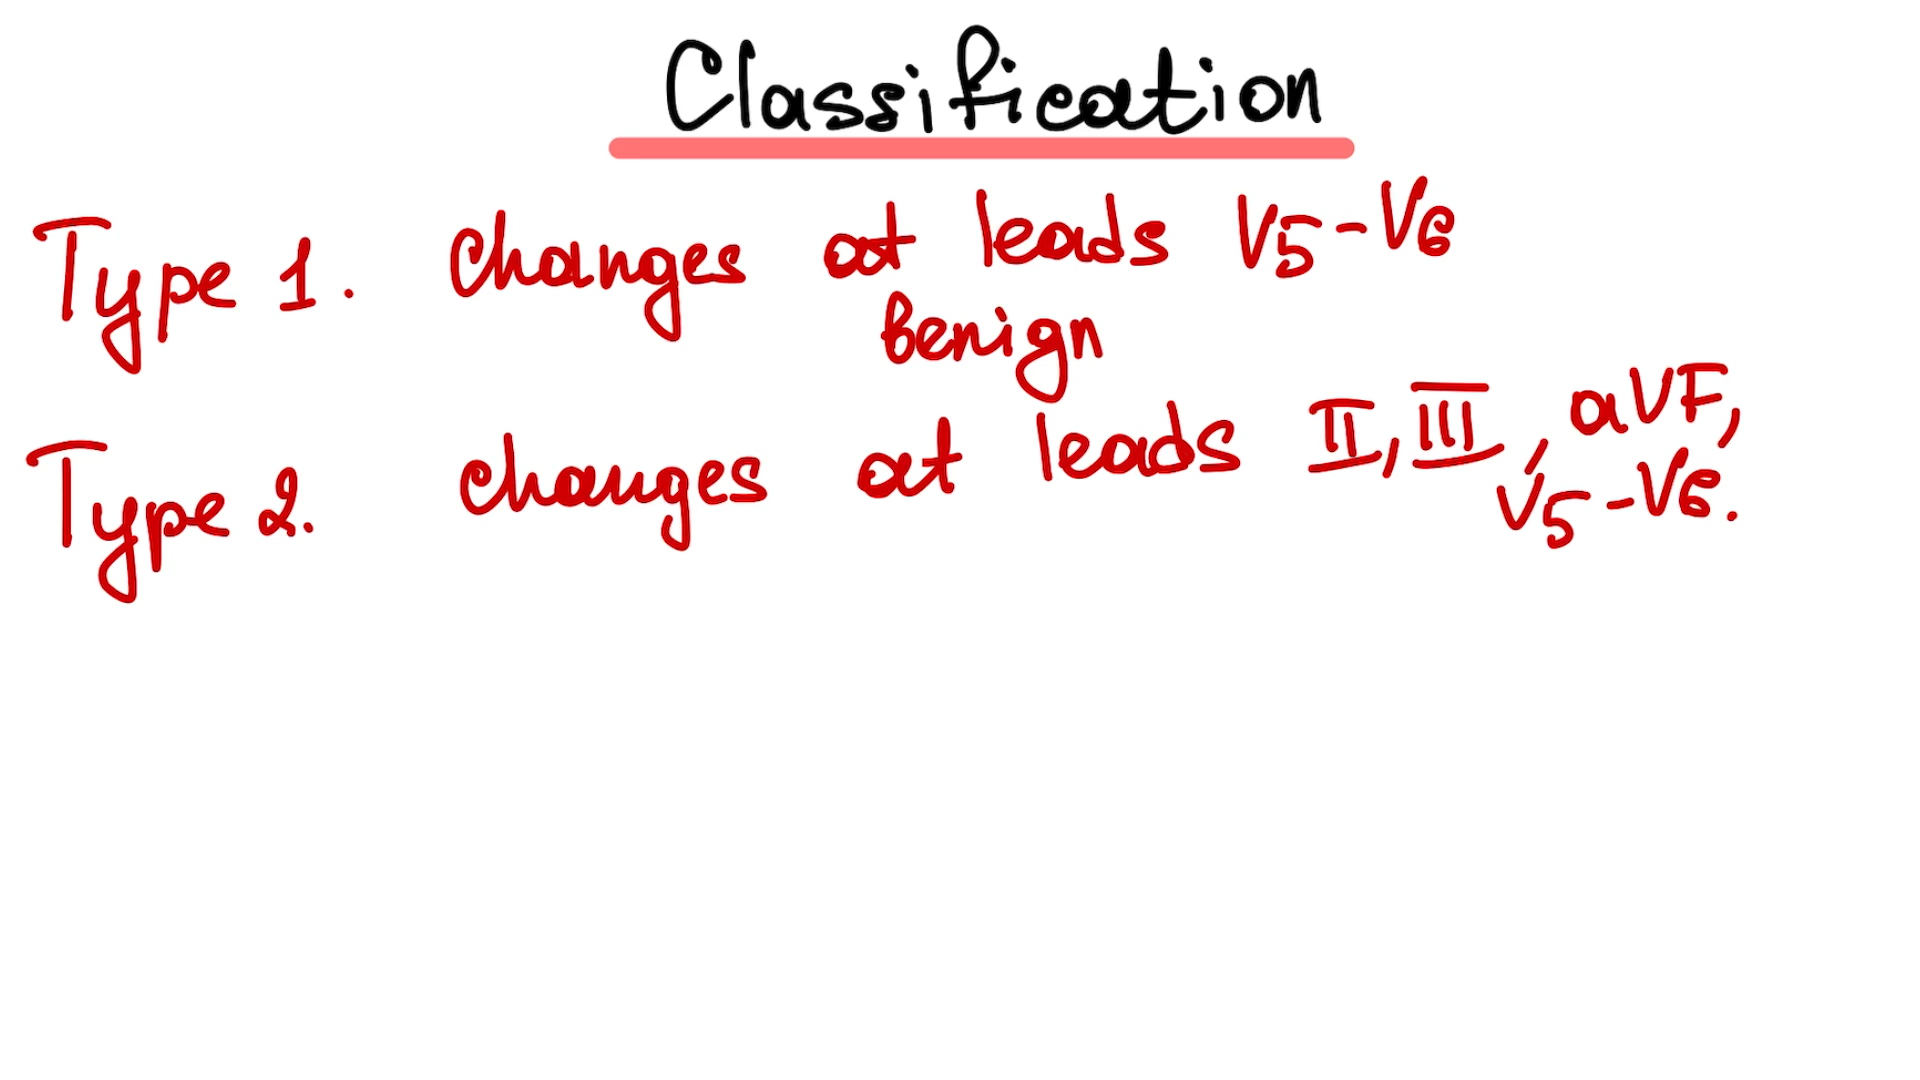 Classification
Type 1. changes at leads V5-V6
benign
Type 2. changes at leads II, III, aVF,
V5-V6.